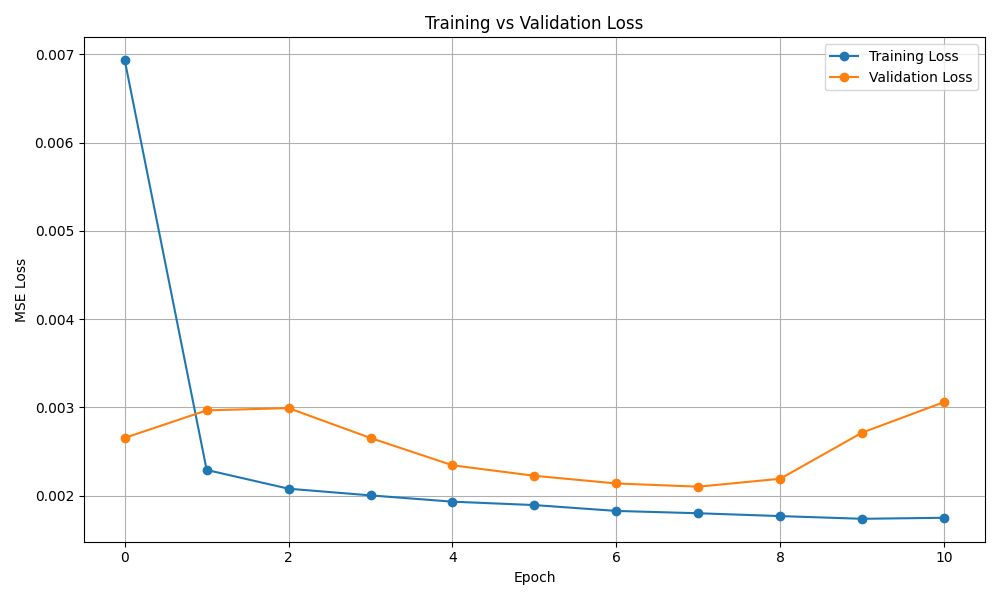 Training vs Validation Loss
Training Loss
Validation Loss
0.007
0.006
0.005
0.004
0.003
0.002
MSE Loss
0 2 4 6 8 10
Epoch